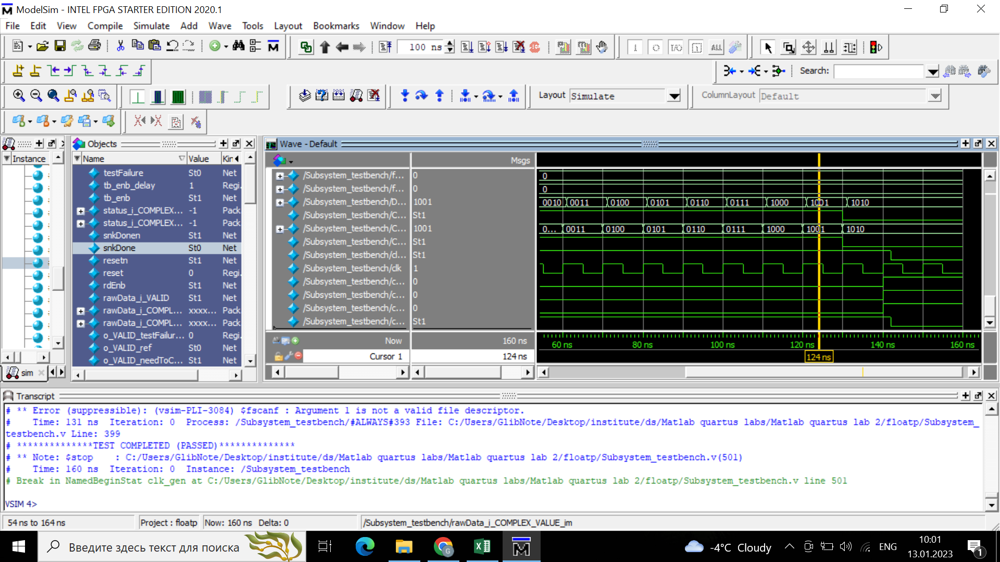 ModelSim - INTEL FPGA STARTER EDITION 2020.1
File Edit View Compile Simulate Add Wave Tools Layout Bookmarks Window Help
100 ns
Search:
Layout Simulate
ColumnLayout Default
Instance
sim
Objects
Name Value Kin
testFailure St0 Net
tb_enb_delay 1 Regi.
tb_enb St1 Net
status_i_COMPLEX... -1 Pack
status_i_COMPLEX... -1 Pack
snkDonen St1 Net
snkDone St0 Net
resetn St1 Net
reset 0 Regi.
rdEnb St1 Net
rawData_i_VALID St1 Net
rawData_i_COMPL... xxxx... Pack
rawData_i_COMPL... xxxx... Pack
o_VALID_testFailur... 0 Regi.
o_VALID_ref St0 Net
o_VALID_needToC... St1 Net
Wave - Default
Msgs
/Subsystem_testbench/f... 0 0
/Subsystem_testbench/f... 0 0
/Subsystem_testbench/D... 1001 0010 0011 0100 0101 0110 0111 1000 1001 1010
/Subsystem_testbench/C... St1
/Subsystem_testbench/C... 1001 0... 0011 0100 0101 0110 0111 1000 1001 1010
/Subsystem_testbench/C... St1
/Subsystem_testbench/cl... St1
/Subsystem_testbench/clk 1
/Subsystem_testbench/c... 0
/Subsystem_testbench/c... 0
/Subsystem_testbench/c... 0
/Subsystem_testbench/c... St1
Now 160 ns 60 ns 80 ns 100 ns 120 ns 140 ns 160 ns
Cursor 1 124 ns 124 ns
Transcript
# ** Error (suppressible): (vsim-PLI-3084) $fscanf : Argument 1 is not a valid file descriptor.
# Time: 131 ns Iteration: 0 Process: /Subsystem_testbench/#ALWAYS#393 File: C:/Users/GlibNote/Desktop/institute/ds/Matlab quartus labs/Matlab quartus lab 2/floatp/Subsystem_
testbench.v Line: 399
# **************TEST COMPLETED (PASSED)**************
# ** Note: $stop : C:/Users/GlibNote/Desktop/institute/ds/Matlab quartus labs/Matlab quartus lab 2/floatp/Subsystem_testbench.v(501)
# Time: 160 ns Iteration: 0 Instance: /Subsystem_testbench
# Break in NamedBeginStat clk_gen at C:/Users/GlibNote/Desktop/institute/ds/Matlab quartus labs/Matlab quartus lab 2/floatp/Subsystem_testbench.v line 501
VSIM 4>
54 ns to 164 ns Project : floatp Now: 160 ns Delta: 0 /Subsystem_testbench/rawData_i_COMPLEX_VALUE_im
Введите здесь текст для поиска
-4°C Cloudy ENG
10:01
13.01.2023
1